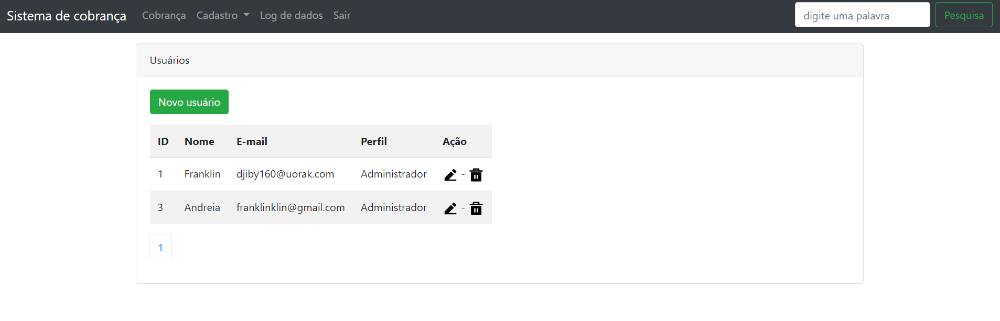 Sistema de cobrança Cobrança Cadastro Log de dados Sair digite uma palavra Pesquisa
Usuários
Novo usuário
ID Nome E-mail Perfil Ação
1 Franklin djiby160@uorak.com Administrador -
3 Andreia franklinklin@gmail.com Administrador -
1